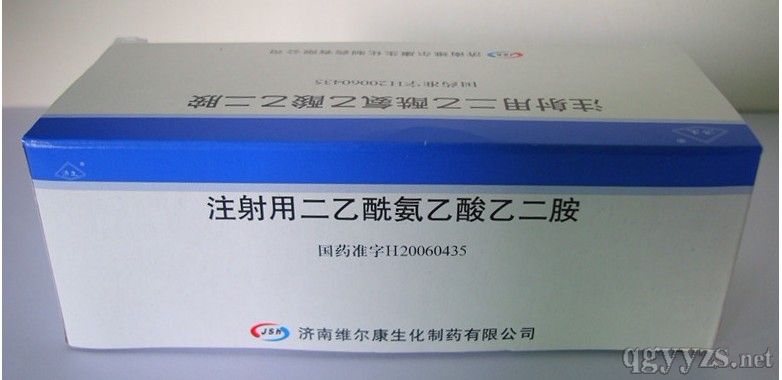 济南维尔康生化制药有限公司
国药准字H20060435
注射用二乙酰氨乙酸乙二胺
注射用二乙酰氨乙酸乙二胺
国药准字H20060435
JSH 济南维尔康生化制药有限公司
qgyyzs.net